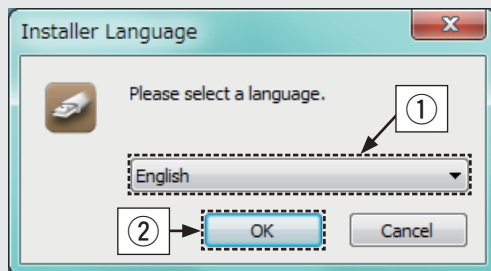 Installer Language
Please select a language.
①
English
②
OK
Cancel